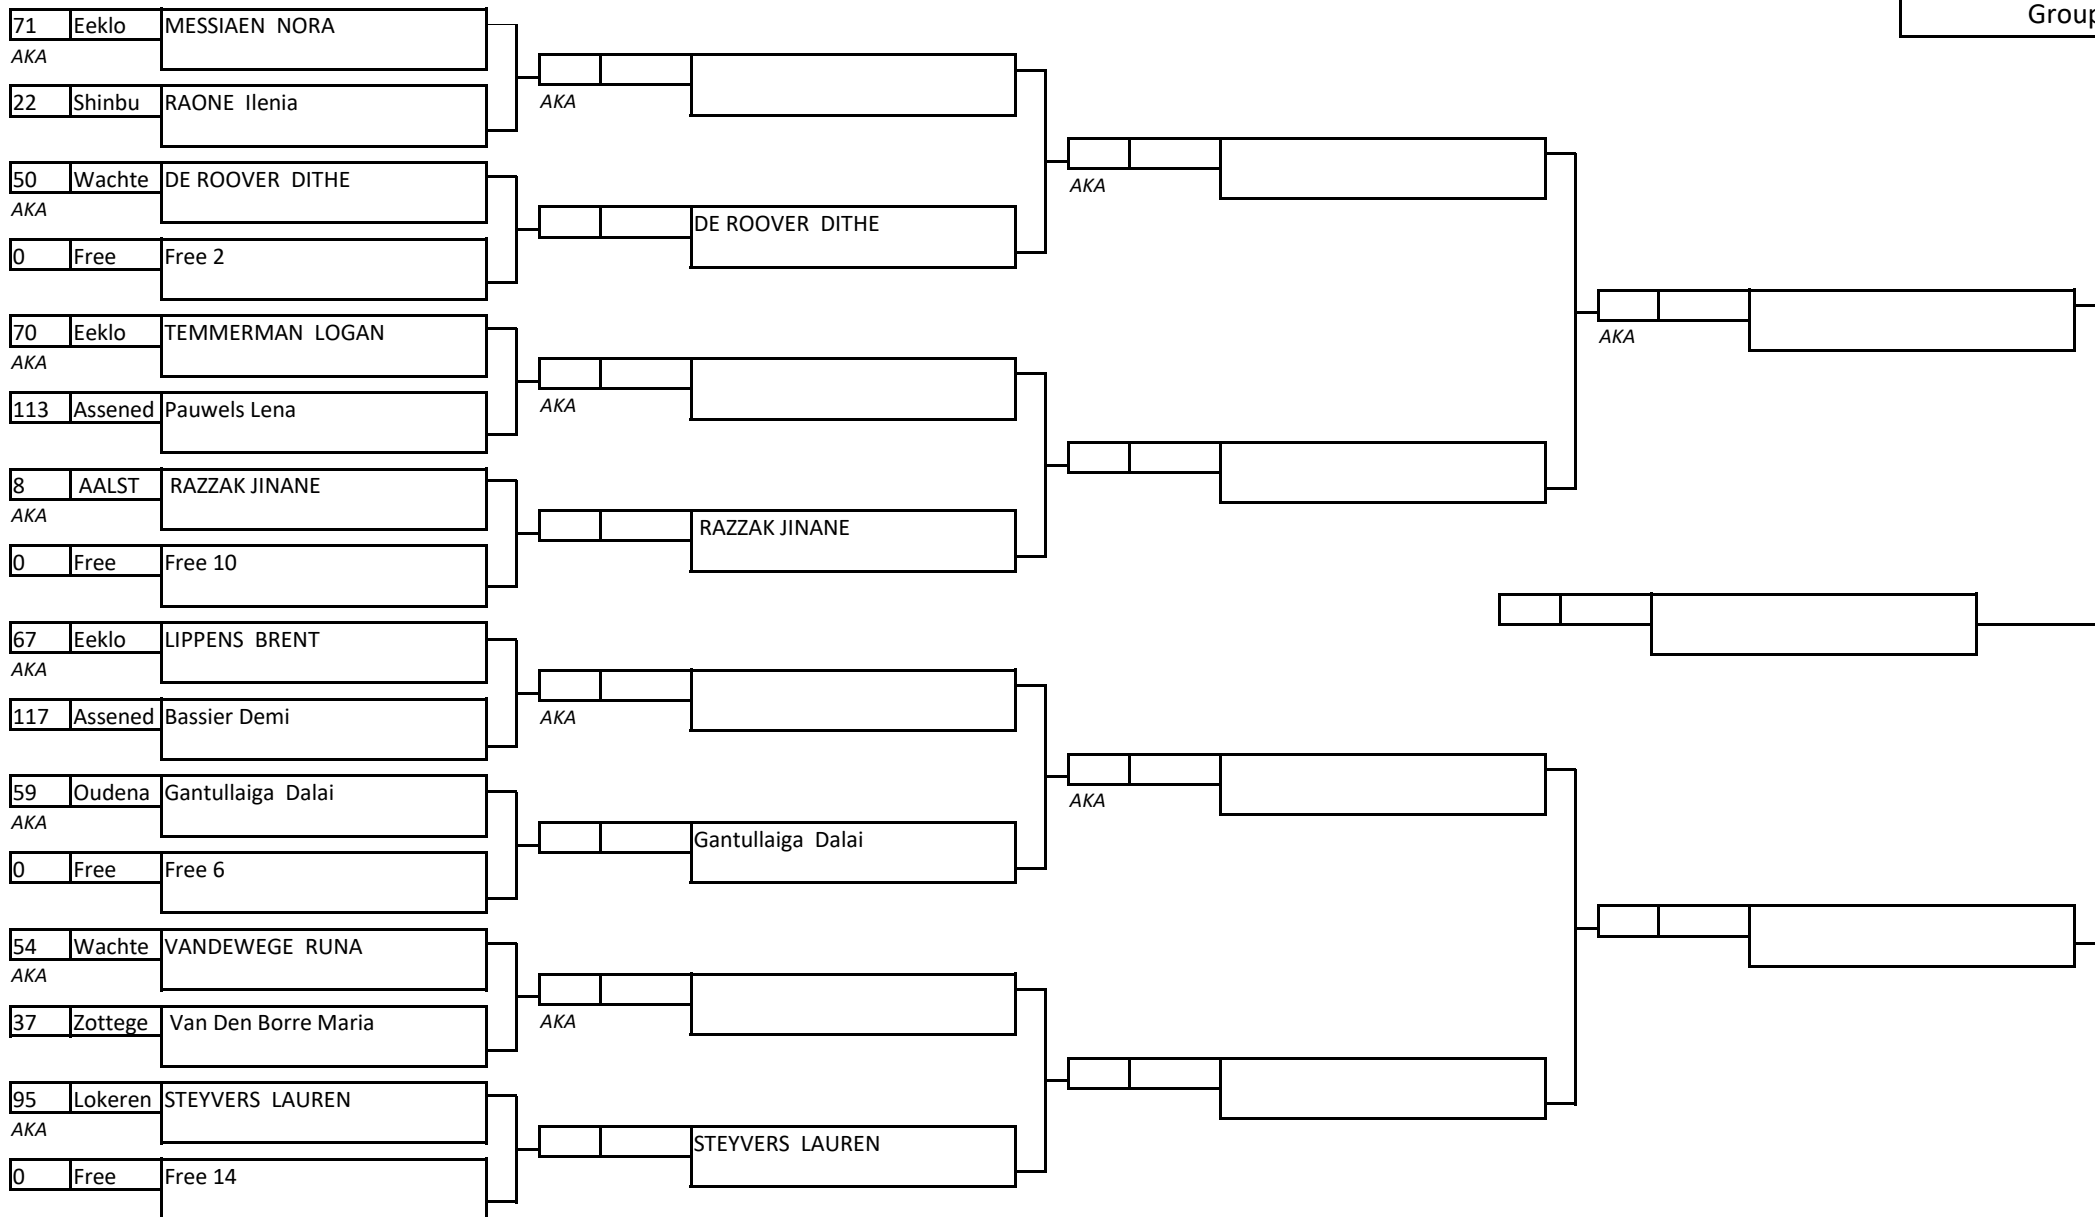 Group
71 Eeklo MESSIAEN NORA
AKA
22 Shinbu RAONE Ilenia
AKA
50 Wachte DE ROOVER DITHE
AKA
AKA
DE ROOVER DITHE
0 Free Free 2
70 Eeklo TEMMERMAN LOGAN
AKA
AKA
113 Assened Pauwels Lena
AKA
8 AALST RAZZAK JINANE
AKA
RAZZAK JINANE
0 Free Free 10
67 Eeklo LIPPENS BRENT
AKA
117 Assened Bassier Demi
AKA
59 Oudena Gantullaiga Dalai
AKA
AKA
Gantullaiga Dalai
0 Free Free 6
54 Wachte VANDEWEGE RUNA
AKA
37 Zottege Van Den Borre Maria
AKA
95 Lokeren STEYVERS LAUREN
AKA
STEYVERS LAUREN
0 Free Free 14